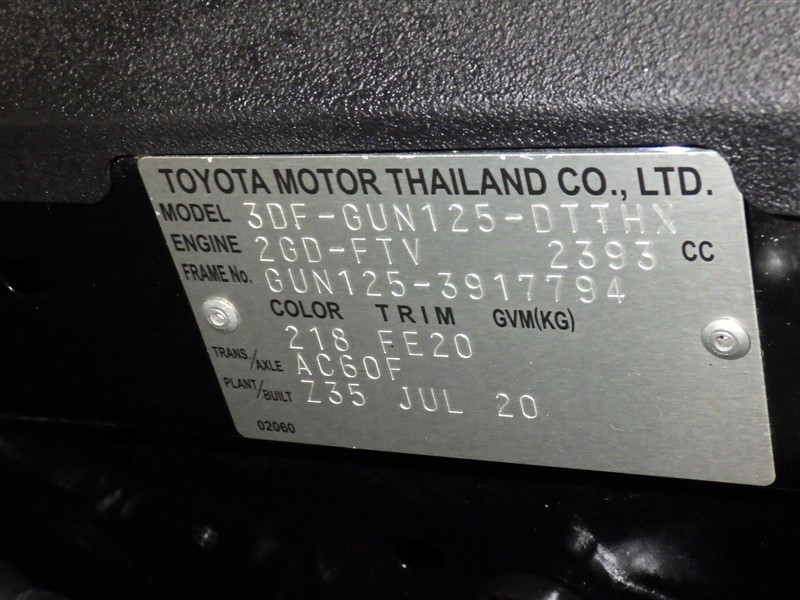 TOYOTA MOTOR THAILAND CO., LTD.
MODEL 3DF-GUN125-DTTHX
ENGINE 2GD-FTV 2393 CC
FRAME No. GUN125-3917794
COLOR TRIM GVM(KG)
218 FE20
TRANS./AXLE AC60F
PLANT/BUILT Z35 JUL 20
02060